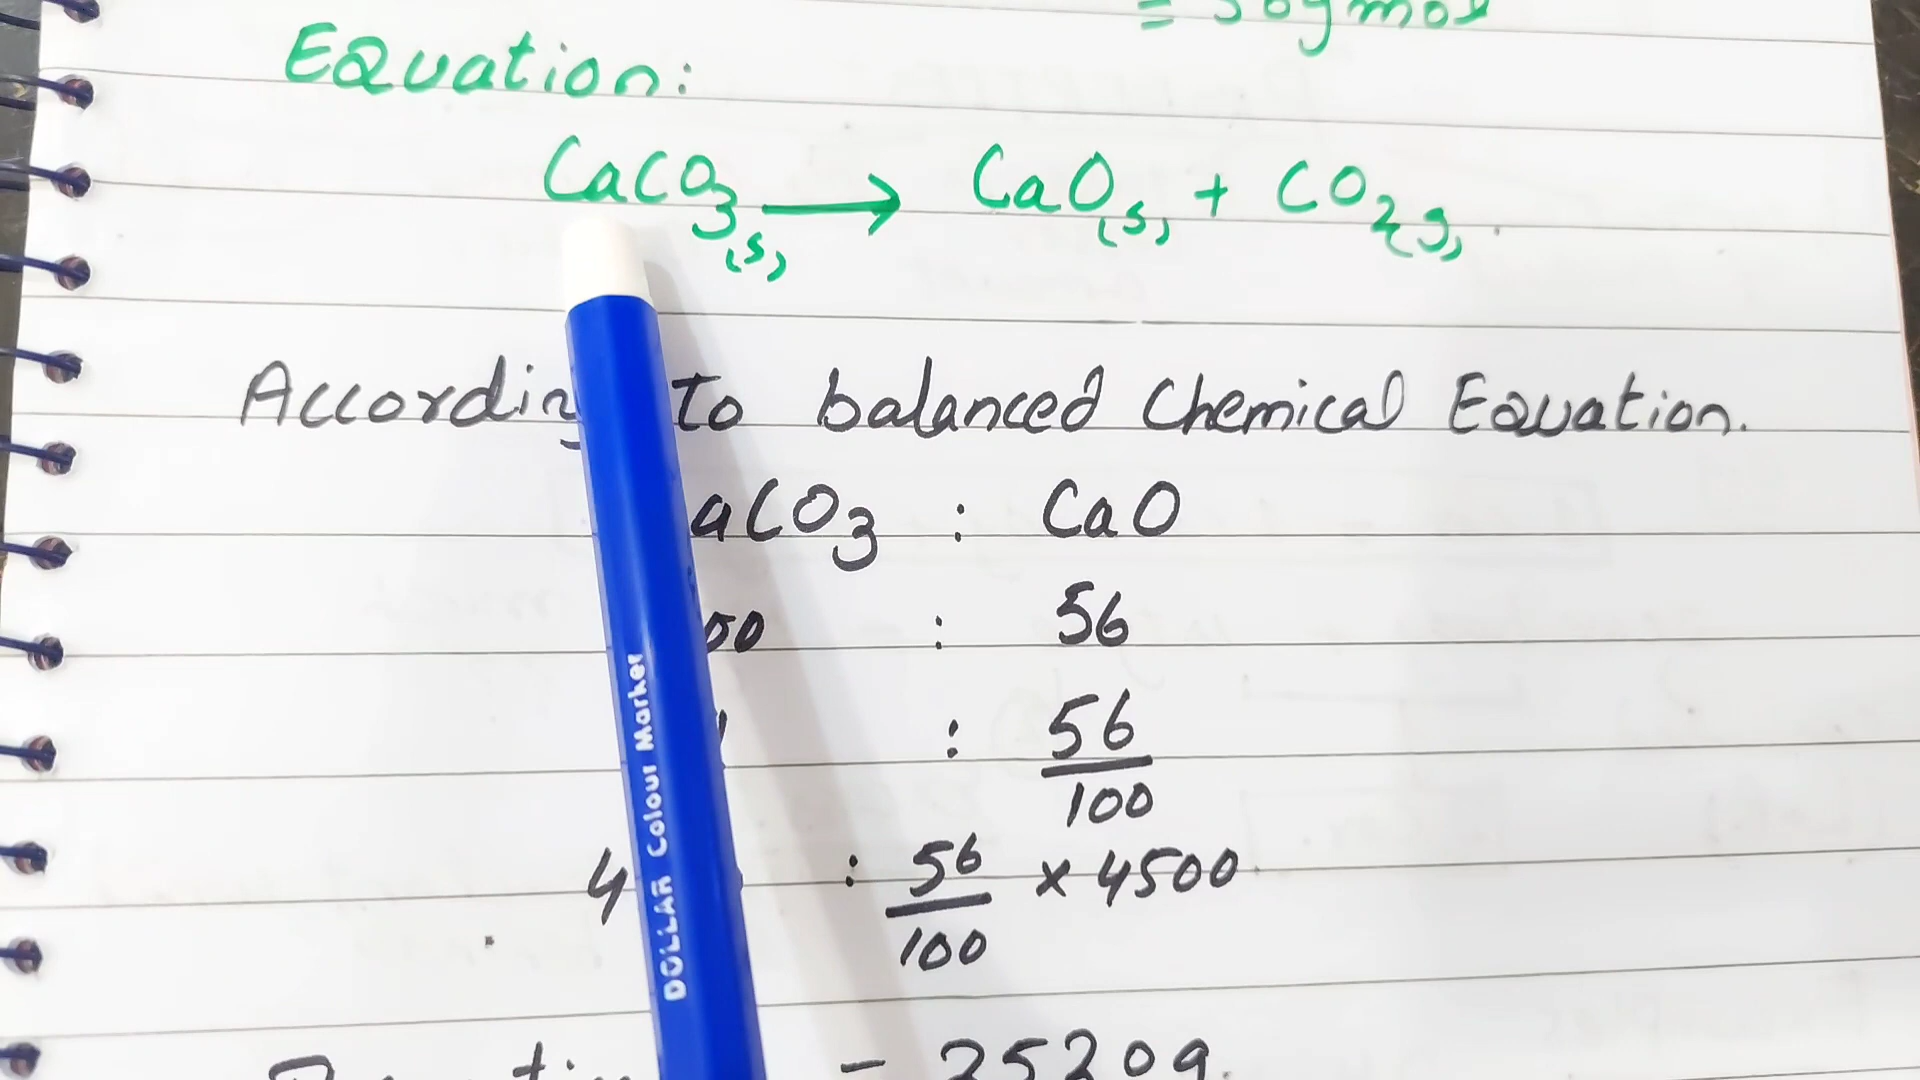 Equation:
CaCO3(s) → CaO(s) + CO2(g)
According to balanced Chemical Equation.
aCO3 : CaO
00 : 56
: 56/100
4 : 56/100 × 4500
= 2520g
DOLLAR Colour Marker